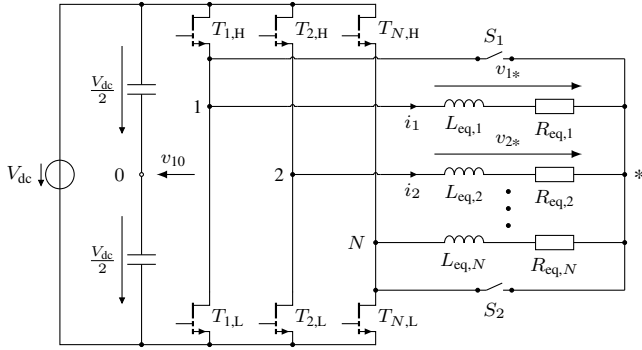 T1,H T2,H TN,H S1
v1*
Vdc/2
1 i1 Leq,1 Req,1
v10 v2*
Vdc 0 2 i2 Leq,2 Req,2 *
N
Vdc/2 Leq,N Req,N
T1,L T2,L TN,L S2